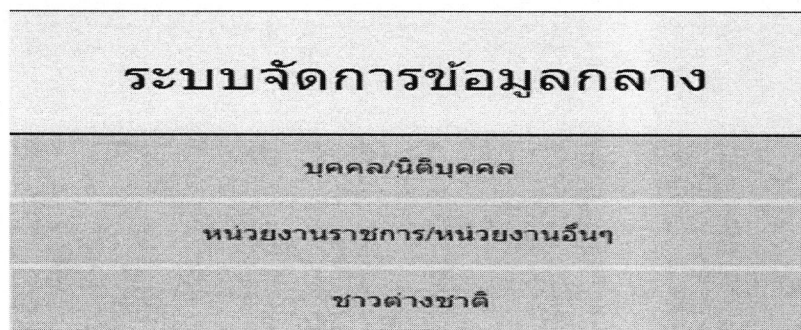 ระบบจัดการข้อมูลกลาง
บุคคล/นิติบุคคล
หน่วยงานราชการ/หน่วยงานอื่นๆ
ชาวต่างชาติ